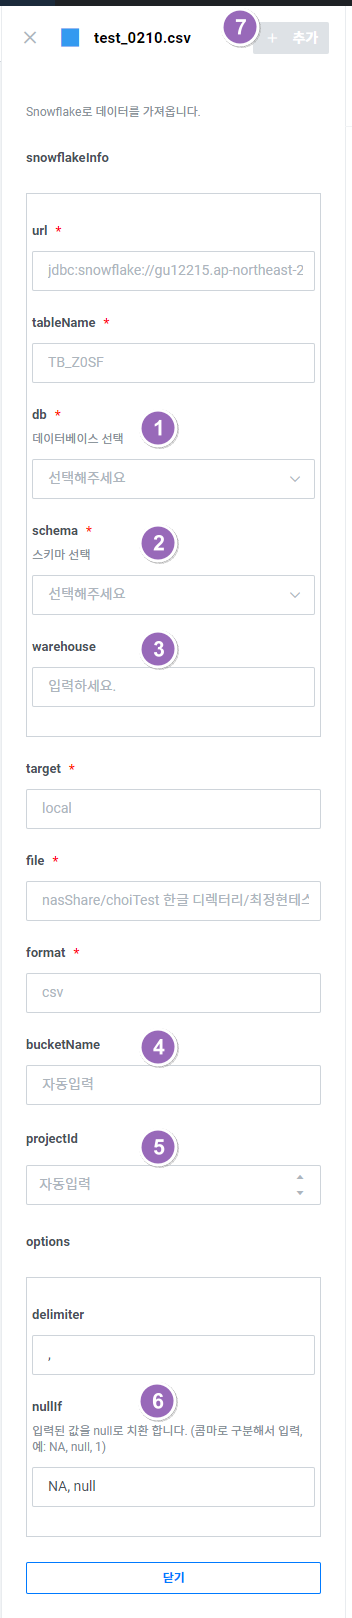 test_0210.csv
7
+ 추가
Snowflake로 데이터를 가져옵니다.
snowflakeInfo
url *
jdbc:snowflake://gu12215.ap-northeast-2
tableName *
TB_Z0SF
db *
1
데이터베이스 선택
선택해주세요
schema *
2
스키마 선택
선택해주세요
warehouse
3
입력하세요.
target *
local
file *
nasShare/choiTest 한글 디렉터리/최정현테스
format *
csv
bucketName
4
자동입력
projectId
5
자동입력
options
delimiter
,
nullIf
6
입력된 값을 null로 치환 합니다. (콤마로 구분해서 입력,
예: NA, null, 1)
NA, null
닫기